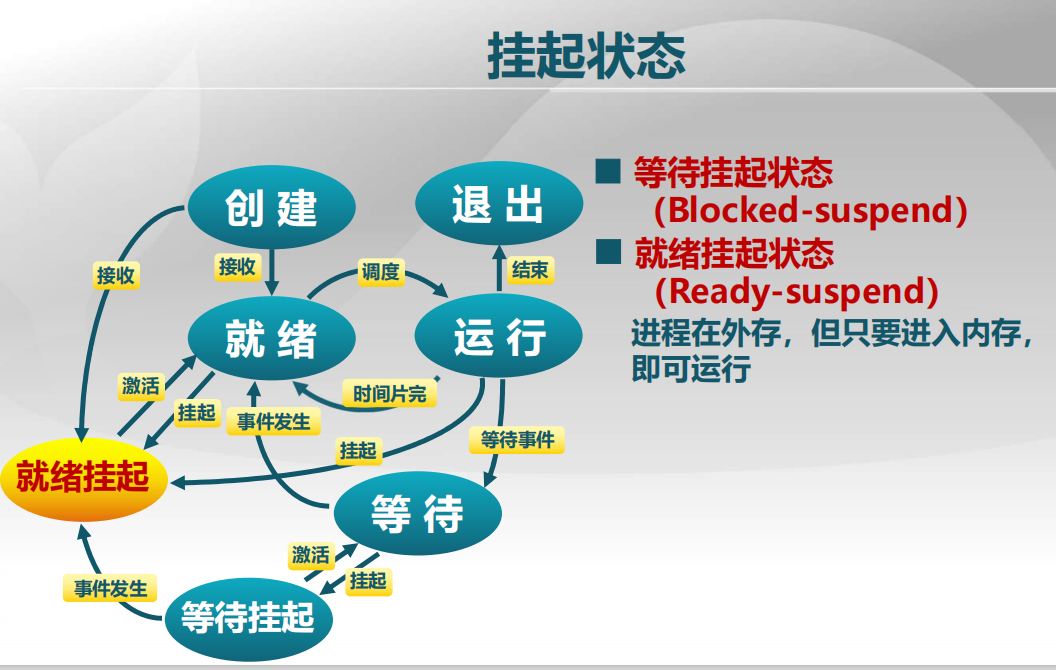 挂起状态
创 建
退 出
接收
接收
调度
结束
就 绪
运 行
激活
挂起
时间片完
事件发生
挂起
等待事件
就绪挂起
等 待
激活
挂起
事件发生
等待挂起
等待挂起状态
（Blocked-suspend）
就绪挂起状态
（Ready-suspend）
进程在外存，但只要进入内存，
即可运行